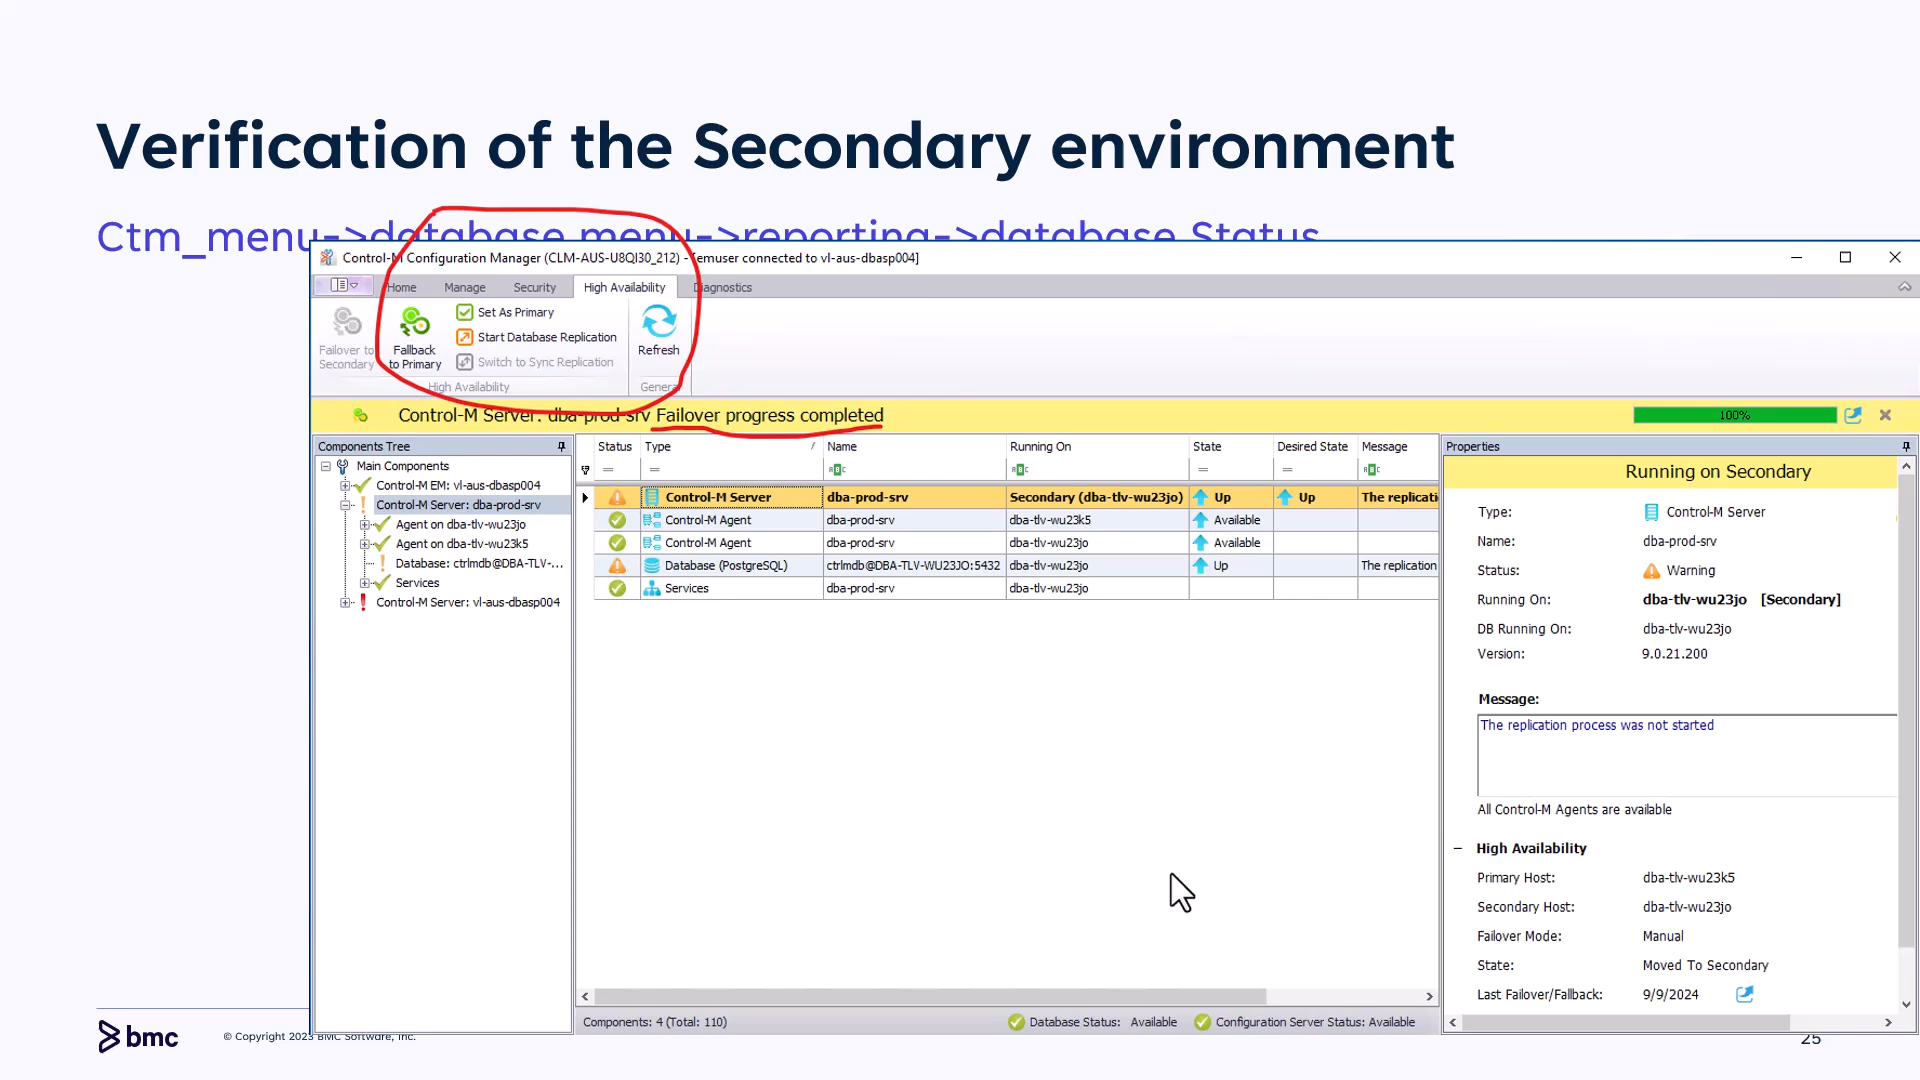 Verification of the Secondary environment
Ctm_menu->database menu->reporting->database Status
Control-M Configuration Manager (CLM-AUS-U8QI30_212) - [emuser connected to vl-aus-dbasp004]
Home Manage Security High Availability Diagnostics
Failover to Secondary
Fallback to Primary
Set As Primary
Start Database Replication
Switch to Sync Replication
Refresh
High Availability General
Control-M Server: dba-prod-srv Failover progress completed 100%
Components Tree
Main Components
Control-M EM: vl-aus-dbasp004
Control-M Server: dba-prod-srv
Agent on dba-tlv-wu23jo
Agent on dba-tlv-wu23k5
Database: ctrlmdb@DBA-TLV-...
Services
Control-M Server: vl-aus-dbasp004
Status Type Name Running On State Desired State Message
Control-M Server dba-prod-srv Secondary (dba-tlv-wu23jo) Up Up The replicati
Control-M Agent dba-prod-srv dba-tlv-wu23k5 Available
Control-M Agent dba-prod-srv dba-tlv-wu23jo Available
Database (PostgreSQL) ctrlmdb@DBA-TLV-WU23JO:5432 dba-tlv-wu23jo Up The replication
Services dba-prod-srv dba-tlv-wu23jo
Components: 4 (Total: 110) Database Status: Available Configuration Server Status: Available
Properties
Running on Secondary
Type: Control-M Server
Name: dba-prod-srv
Status: Warning
Running On: dba-tlv-wu23jo [Secondary]
DB Running On: dba-tlv-wu23jo
Version: 9.0.21.200
Message:
The replication process was not started
All Control-M Agents are available
High Availability
Primary Host: dba-tlv-wu23k5
Secondary Host: dba-tlv-wu23jo
Failover Mode: Manual
State: Moved To Secondary
Last Failover/Fallback: 9/9/2024
bmc
© Copyright 2023 BMC Software, Inc.
25